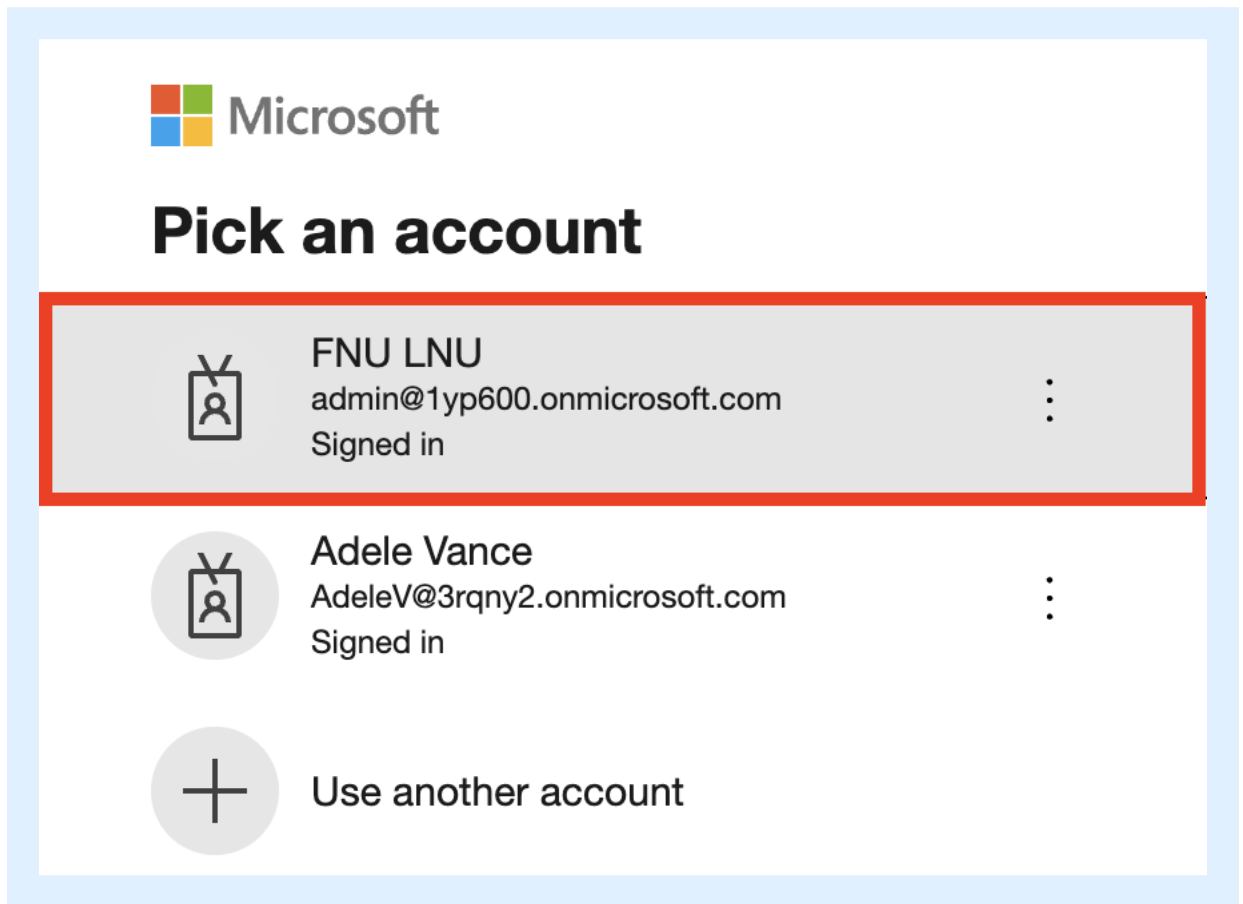 Microsoft
Pick an account
FNU LNU
admin@1yp600.onmicrosoft.com
Signed in
Adele Vance
AdeleV@3rqny2.onmicrosoft.com
Signed in
Use another account